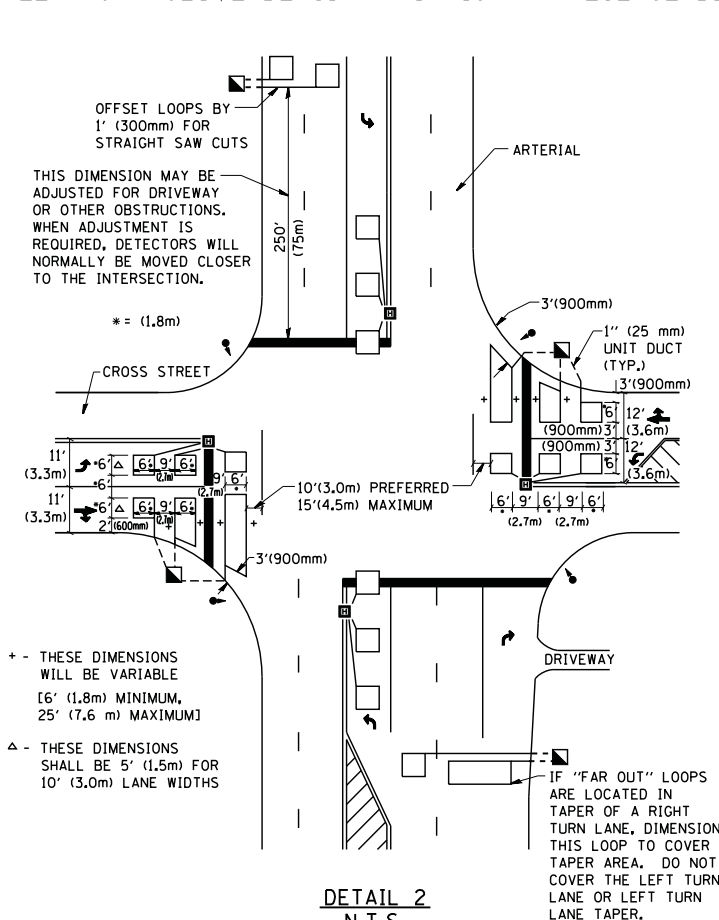 OFFSET LOOPS BY
1' (300mm) FOR
STRAIGHT SAW CUTS
ARTERIAL
THIS DIMENSION MAY BE
ADJUSTED FOR DRIVEWAY
OR OTHER OBSTRUCTIONS.
WHEN ADJUSTMENT IS
REQUIRED, DETECTORS WILL
NORMALLY BE MOVED CLOSER
TO THE INTERSECTION.
250'
(75m)
* = (1.8m)
H
3'(900mm)
1'' (25 mm)
UNIT DUCT
(TYP.)
CROSS STREET
3'(900mm)
6'
12'
(3.6m)
(900mm) 3'
(900mm) 3'
12'
6'
(3.6m)
H
6' 9' 6' 9' 6'
(2.7m) (2.7m)
H
11'
(3.3m)
*6' △ 6' 9' 6'
(2.7m)
9' 6'
(2.7m)
*6'
11'
(3.3m)
*6' △ 6' 9' 6'
(2.7m)
2' (600mm)
10'(3.0m) PREFERRED
15'(4.5m) MAXIMUM
3'(900mm)
H
DRIVEWAY
+ - THESE DIMENSIONS
WILL BE VARIABLE
[6' (1.8m) MINIMUM,
25' (7.6 m) MAXIMUM]
△ - THESE DIMENSIONS
SHALL BE 5' (1.5m) FOR
10' (3.0m) LANE WIDTHS
IF "FAR OUT" LOOPS
ARE LOCATED IN
TAPER OF A RIGHT
TURN LANE, DIMENSION
THIS LOOP TO COVER
TAPER AREA. DO NOT
COVER THE LEFT TURN
LANE OR LEFT TURN
LANE TAPER.
DETAIL 2
N.T.S.